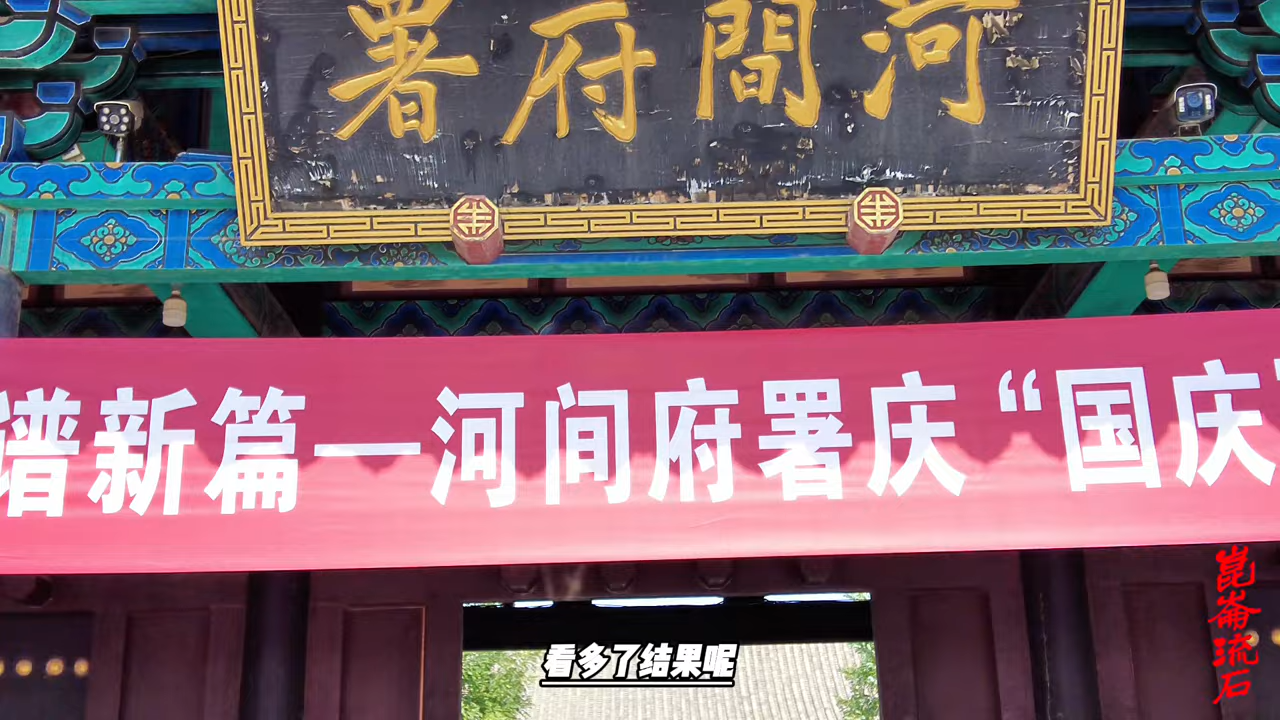 河間府署
谱新篇—河间府署庆“国庆
看多了结果呢
崑崙流石